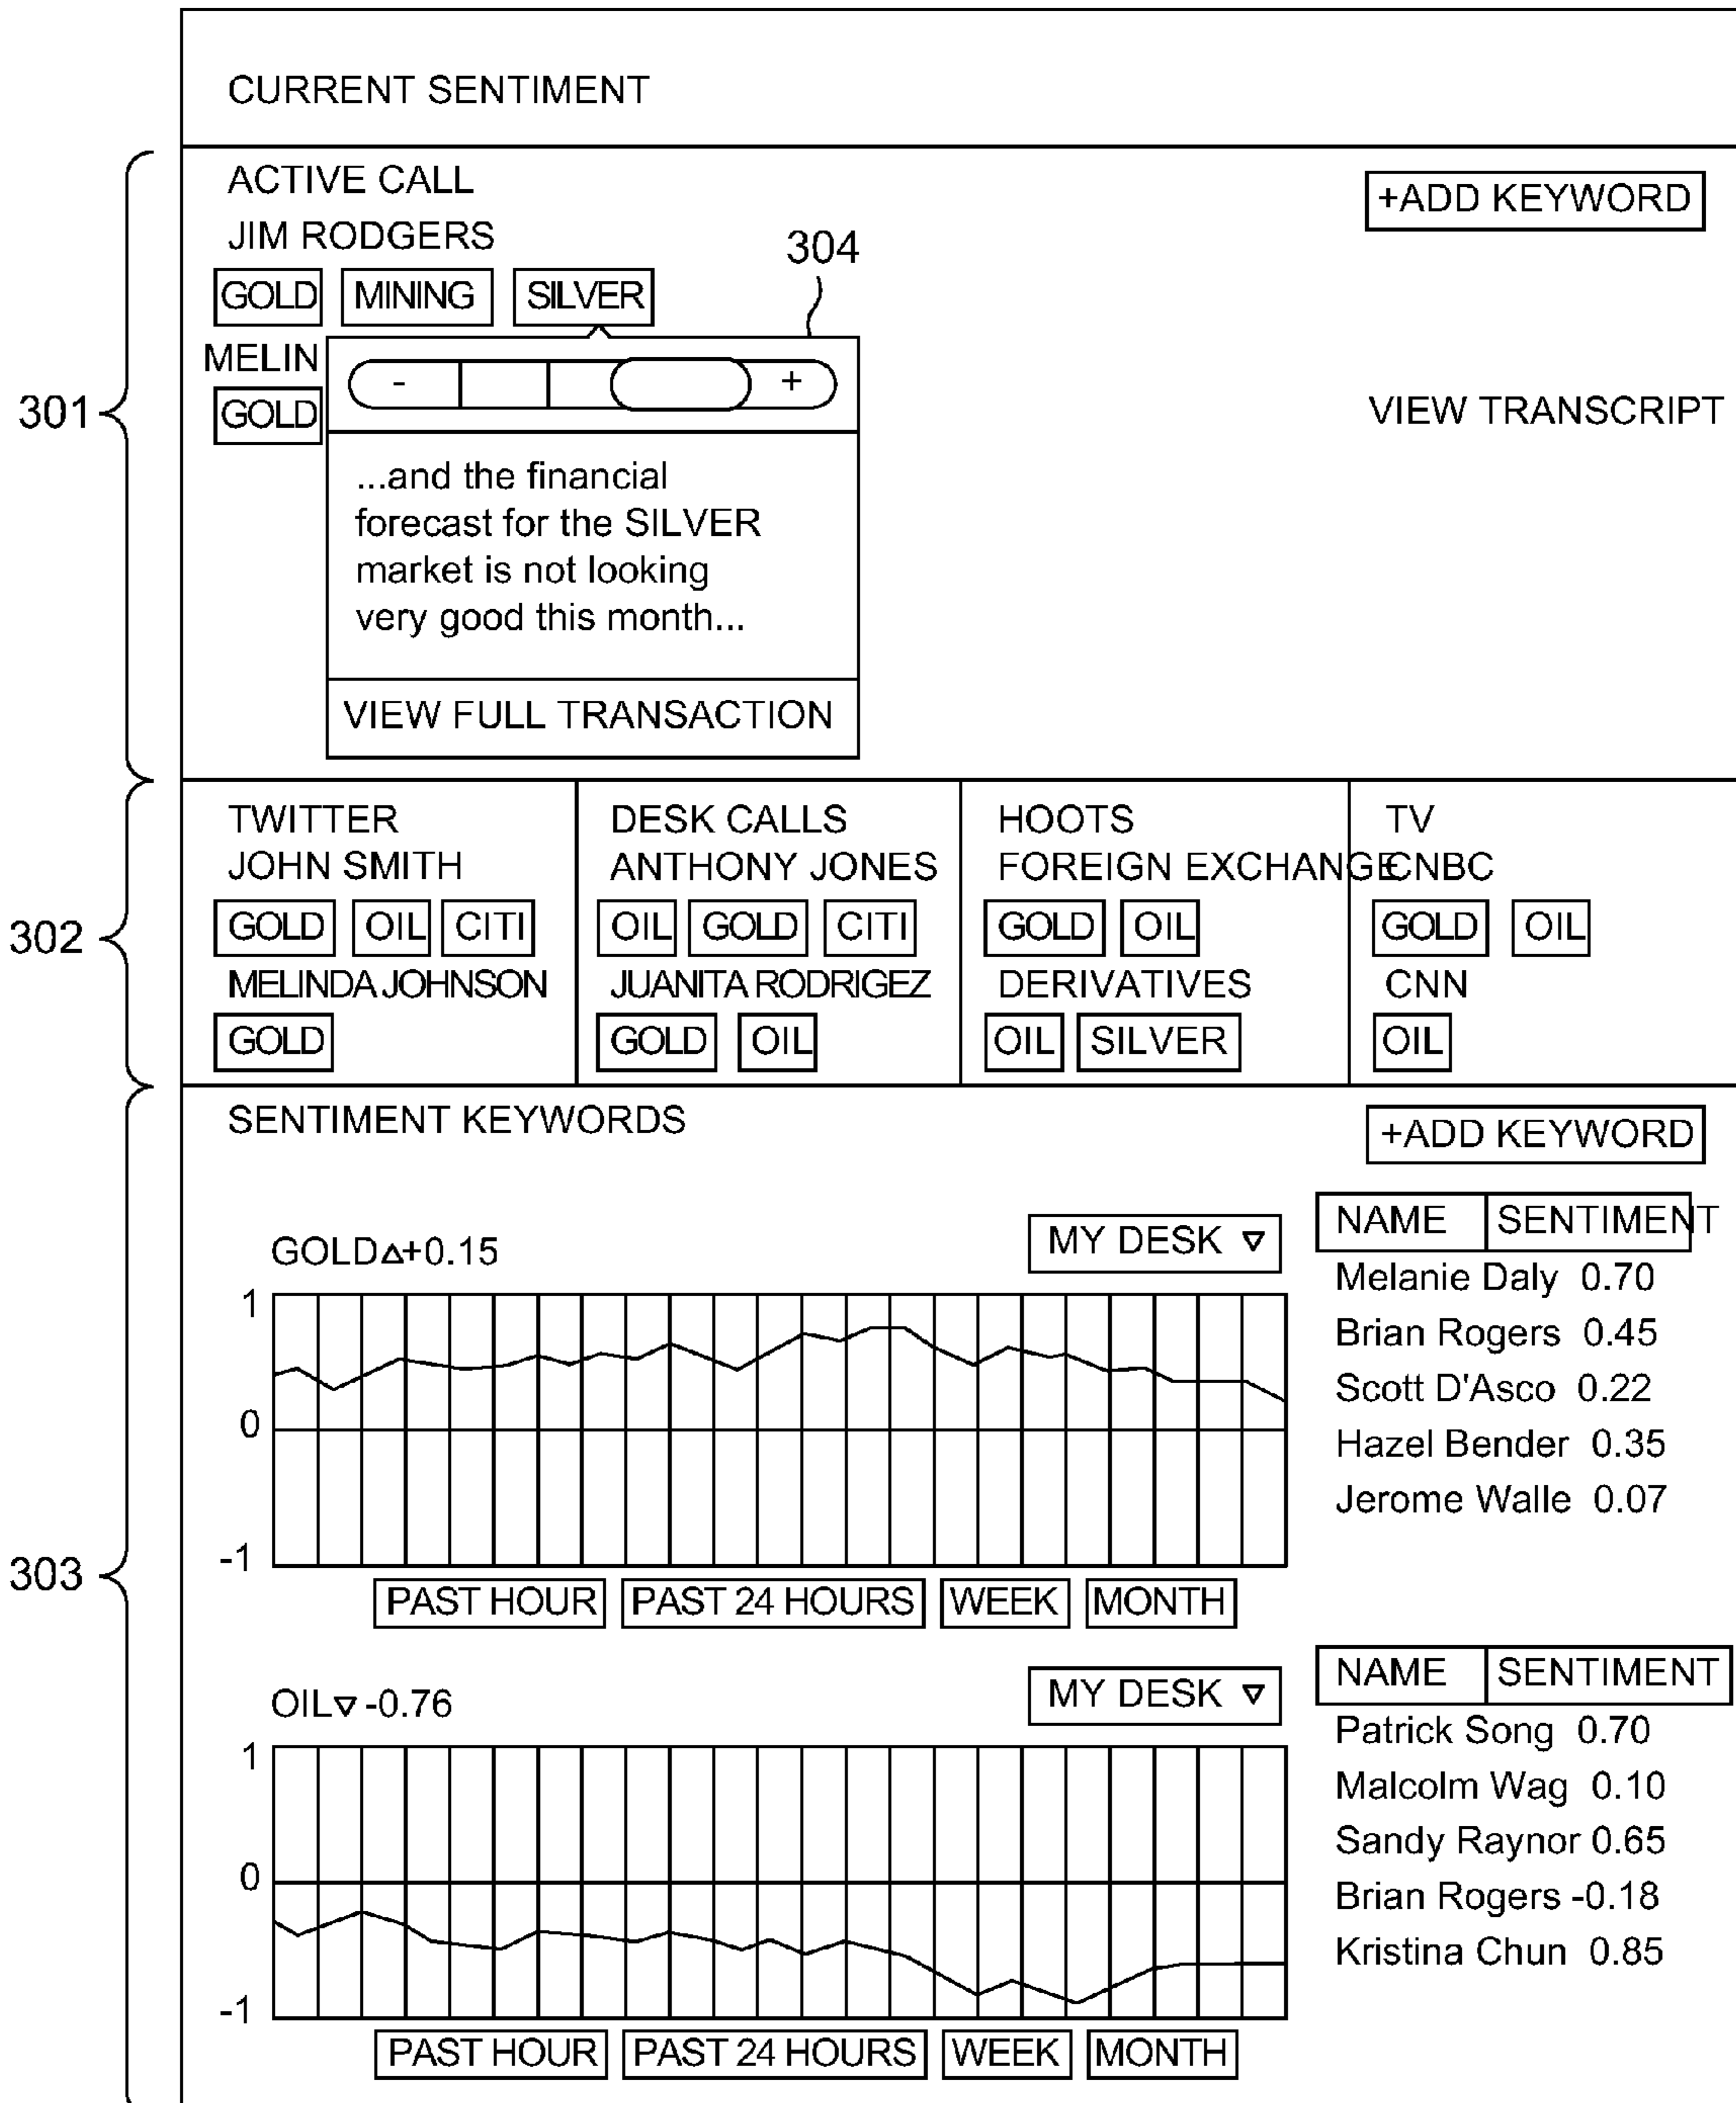 CURRENT SENTIMENT
301
ACTIVE CALL
+ADD KEYWORD
JIM RODGERS
304
GOLD MINING SILVER
MELIN
- +
GOLD
VIEW TRANSCRIPT
...and the financial
forecast for the SILVER
market is not looking
very good this month...
VIEW FULL TRANSACTION
302
TWITTER
JOHN SMITH
GOLD OIL CITI
MELINDA JOHNSON
GOLD
DESK CALLS
ANTHONY JONES
OIL GOLD CITI
JUANITA RODRIGEZ
GOLD OIL
HOOTS
FOREIGN EXCHANGE
GOLD OIL
DERIVATIVES
OIL SILVER
TV
CNBC
GOLD OIL
CNN
OIL
303
SENTIMENT KEYWORDS
+ADD KEYWORD
GOLD△+0.15
MY DESK ▽
1
0
-1
PAST HOUR PAST 24 HOURS WEEK MONTH
NAME SENTIMENT
Melanie Daly 0.70
Brian Rogers 0.45
Scott D'Asco 0.22
Hazel Bender 0.35
Jerome Walle 0.07
OIL▽ -0.76
MY DESK ▽
1
0
-1
PAST HOUR PAST 24 HOURS WEEK MONTH
NAME SENTIMENT
Patrick Song 0.70
Malcolm Wag 0.10
Sandy Raynor 0.65
Brian Rogers -0.18
Kristina Chun 0.85